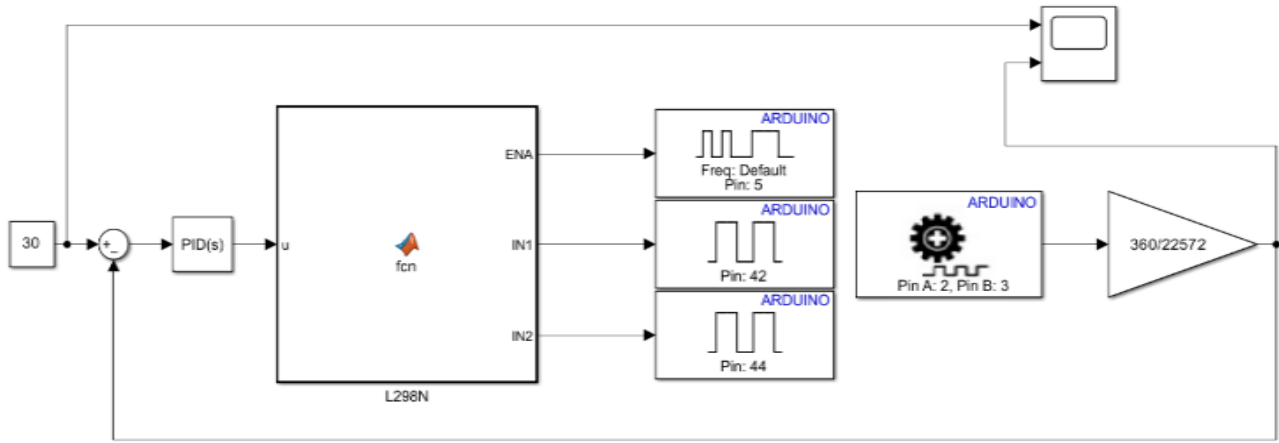 ARDUINO
ENA
Freq: Default
Pin: 5
ARDUINO
ARDUINO
30
+
-
PID(s)
u
fcn
IN1
Pin: 42
Pin A: 2, Pin B: 3
360/22572
ARDUINO
IN2
Pin: 44
L298N